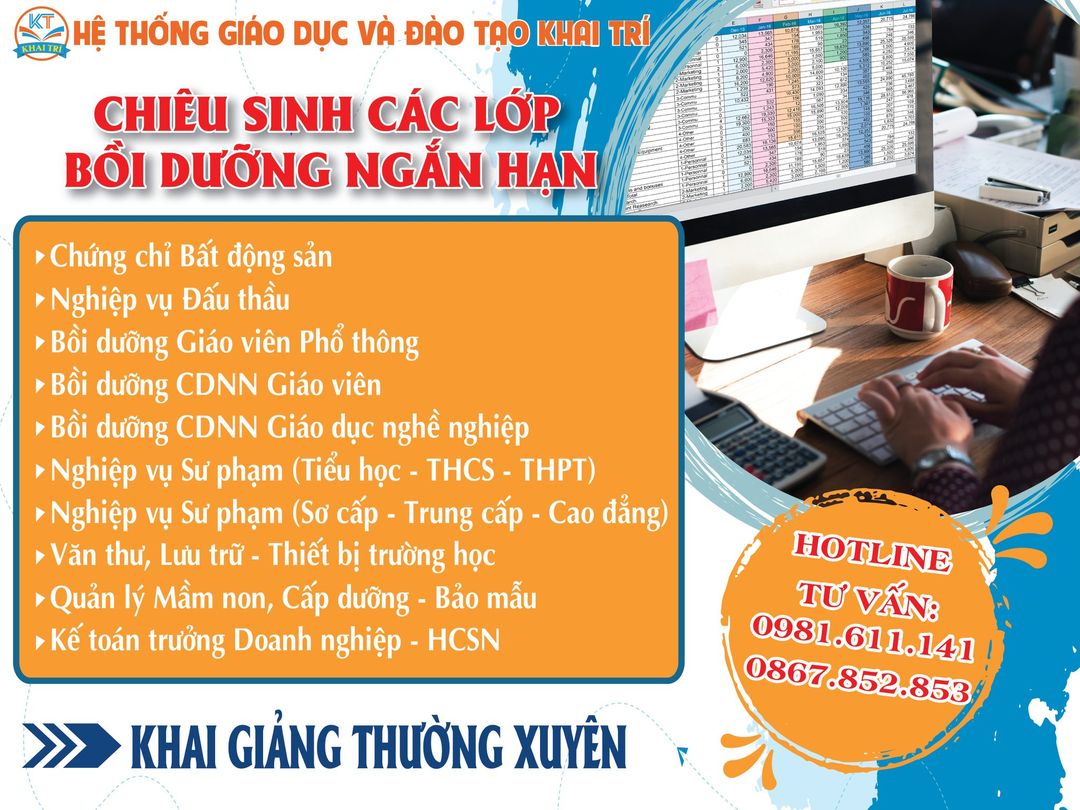 KT
KHAI TRÍ
HỆ THỐNG GIÁO DỤC VÀ ĐÀO TẠO KHAI TRÍ
CHIÊU SINH CÁC LỚP
BỒI DƯỠNG NGẮN HẠN
Chứng chỉ Bất động sản
Nghiệp vụ Đấu thầu
Bồi dưỡng Giáo viên Phổ thông
Bồi dưỡng CDNN Giáo viên
Bồi dưỡng CDNN Giáo dục nghề nghiệp
Nghiệp vụ Sư phạm (Tiểu học - THCS - THPT)
Nghiệp vụ Sư phạm (Sơ cấp - Trung cấp - Cao đẳng)
Văn thư, Lưu trữ - Thiết bị trường học
Quản lý Mầm non, Cấp dưỡng - Bảo mẫu
Kế toán trưởng Doanh nghiệp - HCSN
KHAI GIẢNG THƯỜNG XUYÊN
HOTLINE
TƯ VẤN:
0981.611.141
0867.852.853